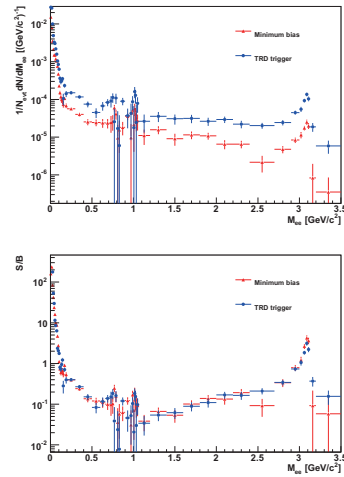 1/N_evt dN/dM_ee [(GeV/c²)⁻¹]
10⁻²
10⁻³
10⁻⁴
10⁻⁵
10⁻⁶
Minimum bias
TRD trigger
0 0.5 1 1.5 2 2.5 3 3.5
M_ee [GeV/c²]
S/B
10²
10
1
10⁻¹
10⁻²
Minimum bias
TRD trigger
0 0.5 1 1.5 2 2.5 3 3.5
M_ee [GeV/c²]